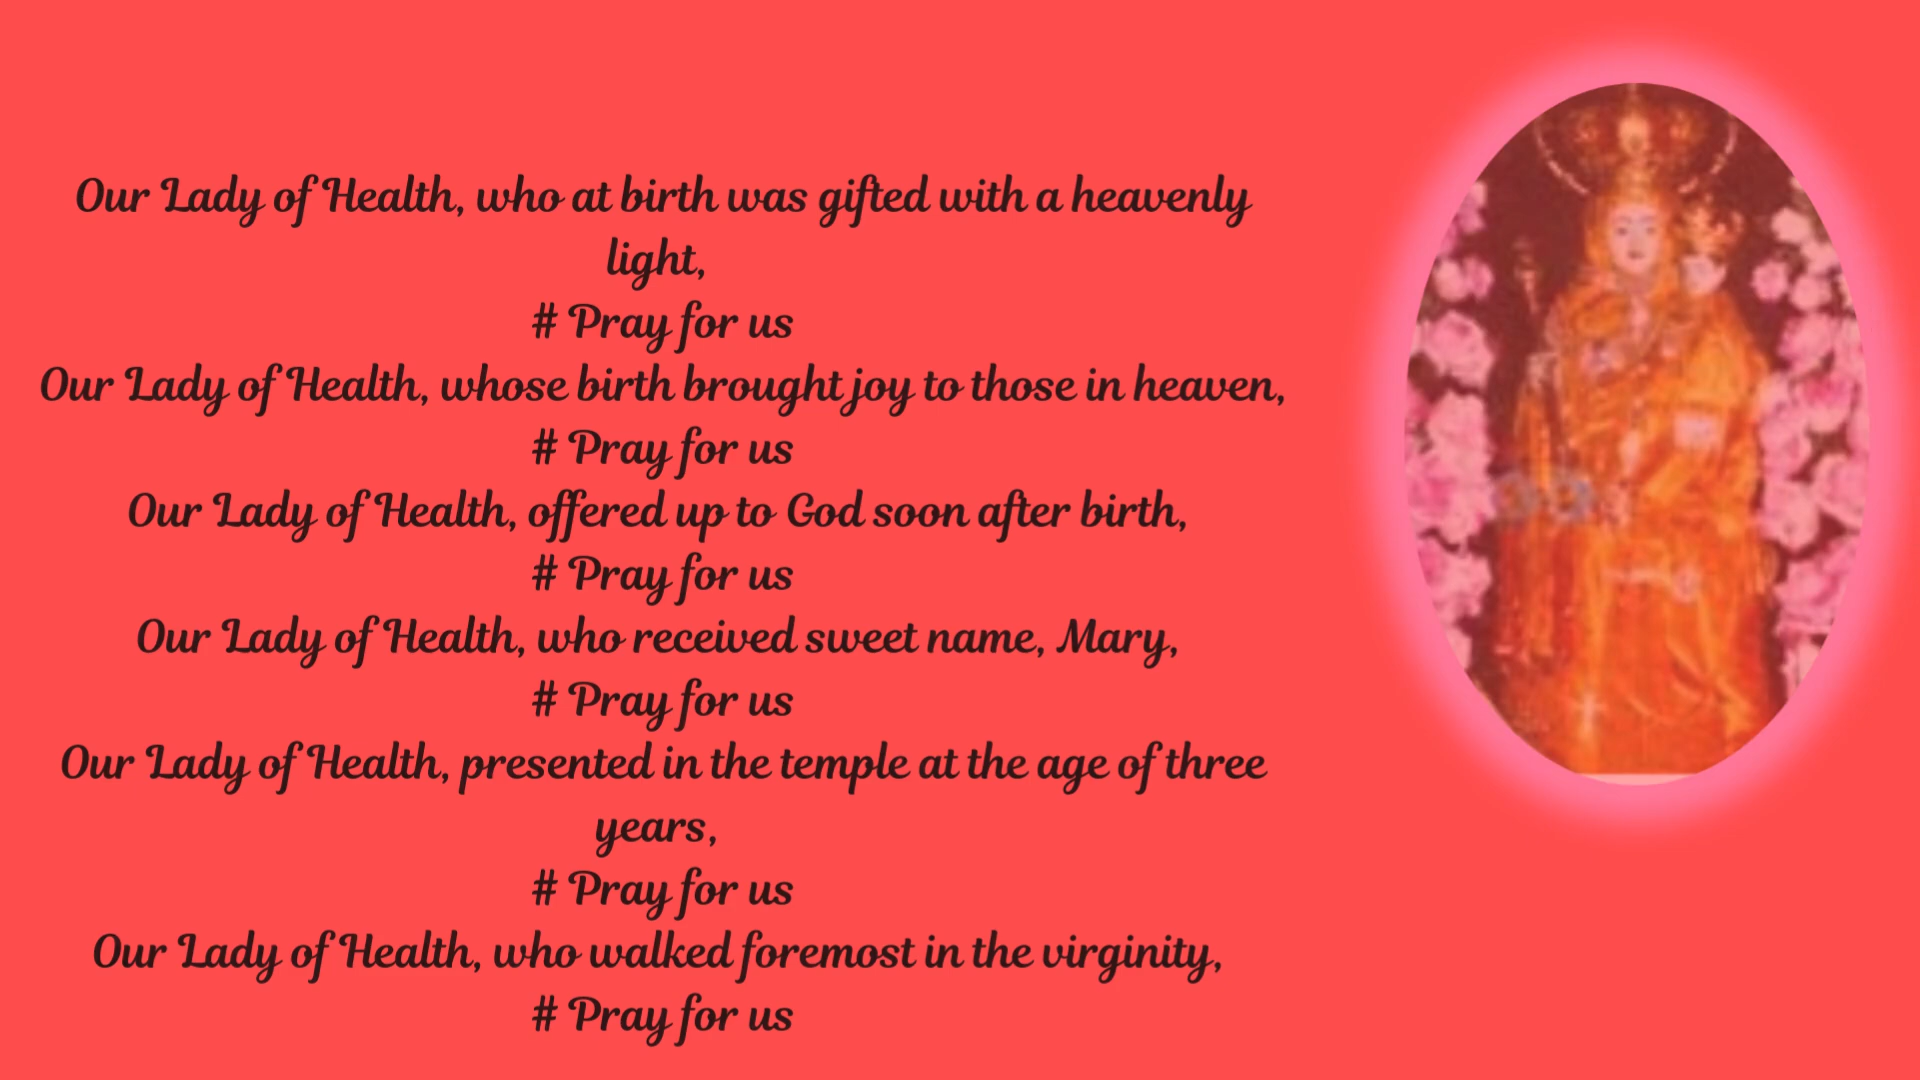 Our Lady of Health, who at birth was gifted with a heavenly
light,
# Pray for us
Our Lady of Health, whose birth brought joy to those in heaven,
# Pray for us
Our Lady of Health, offered up to God soon after birth,
# Pray for us
Our Lady of Health, who received sweet name, Mary,
# Pray for us
Our Lady of Health, presented in the temple at the age of three
years,
# Pray for us
Our Lady of Health, who walked foremost in the virginity,
# Pray for us